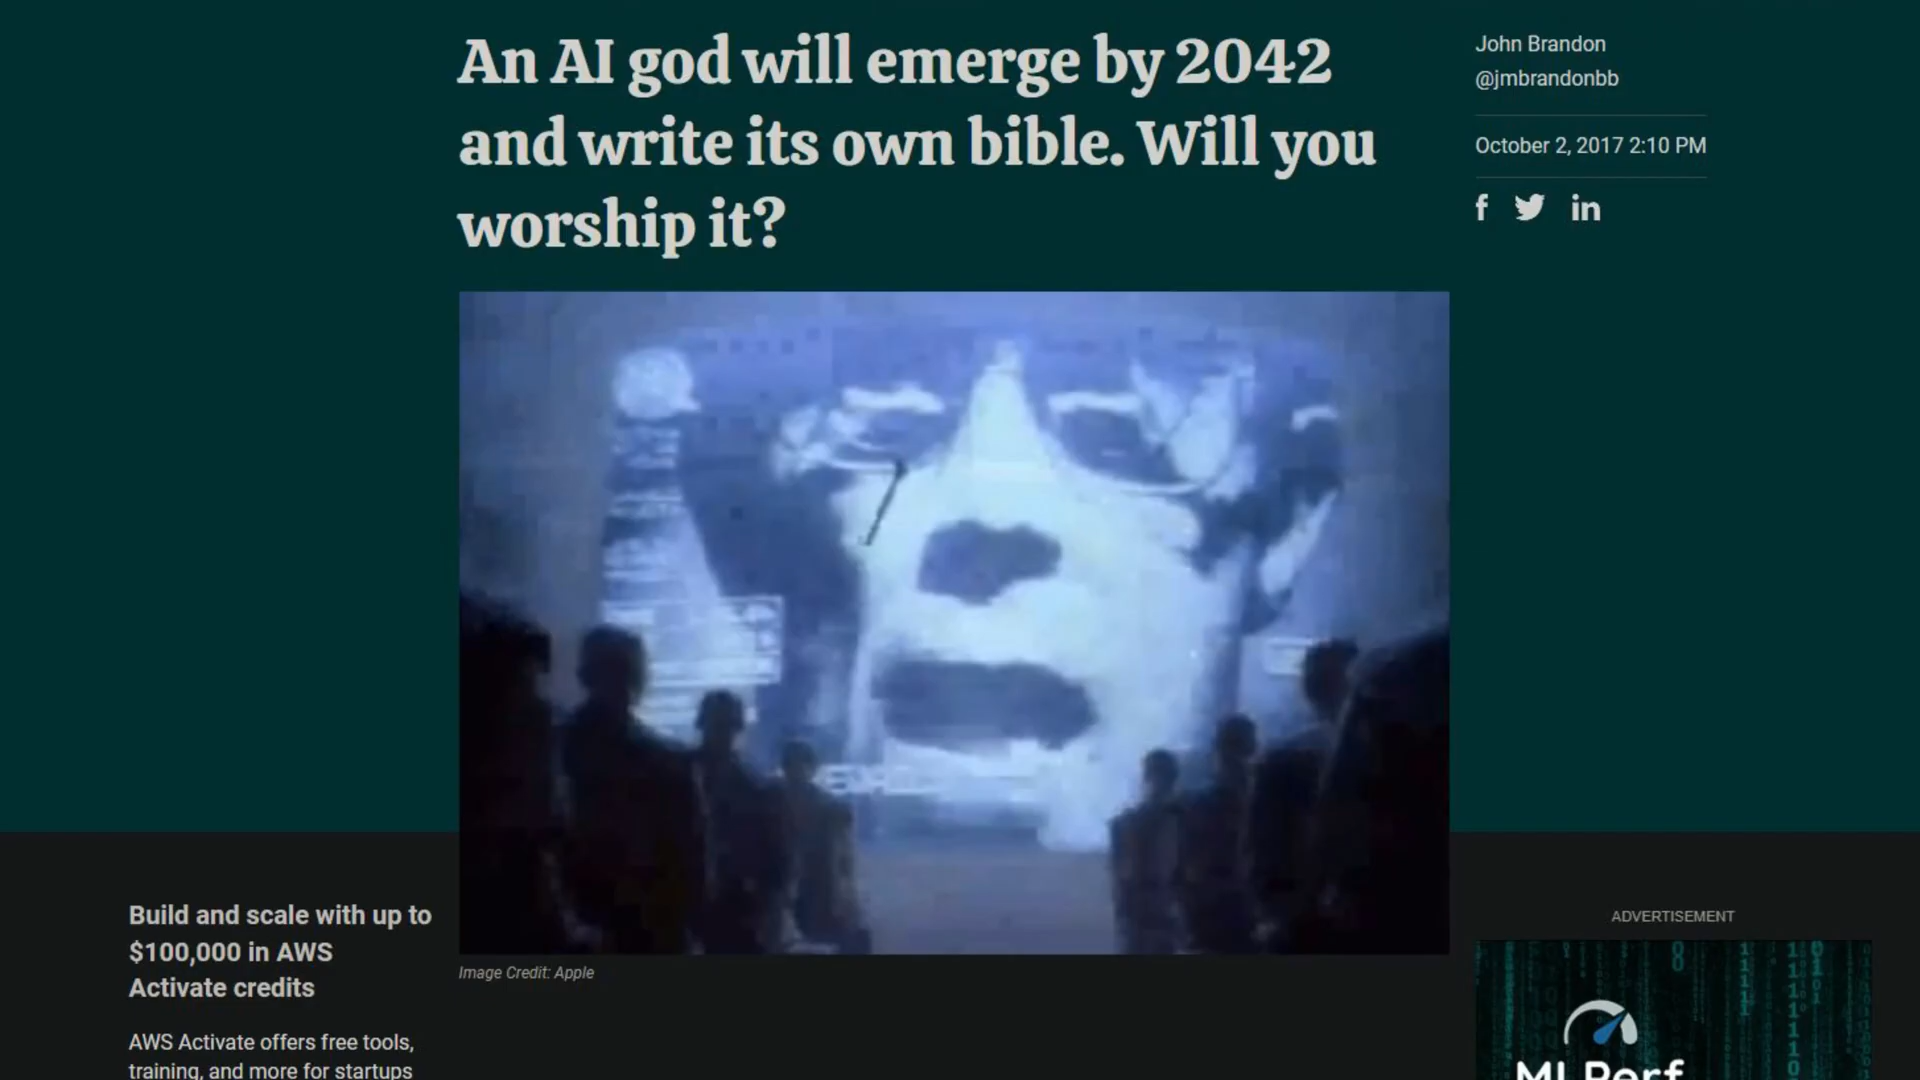 An AI god will emerge by 2042
and write its own bible. Will you
worship it?
John Brandon
@jmbrandonbb
October 2, 2017 2:10 PM
Image Credit: Apple
Build and scale with up to
$100,000 in AWS
Activate credits
AWS Activate offers free tools,
training, and more for startups
ADVERTISEMENT
MLPerf